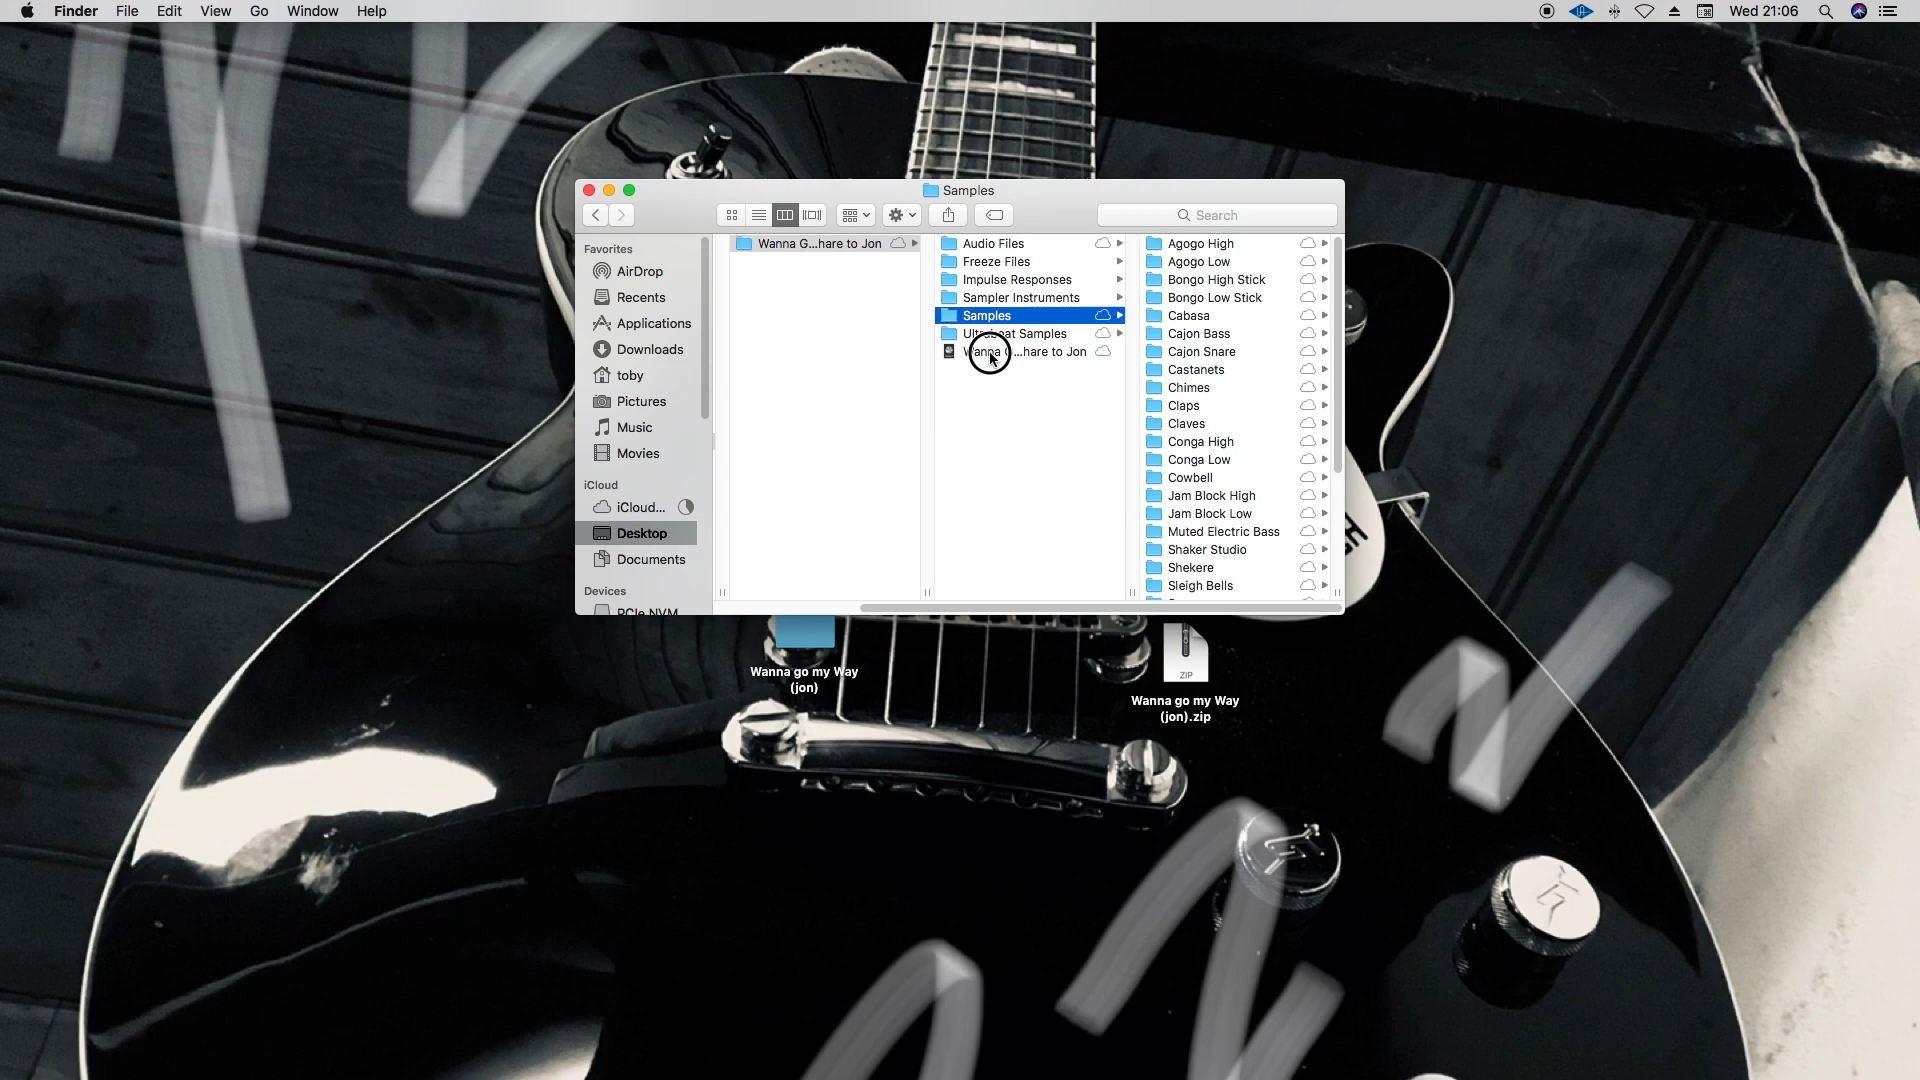 Finder File Edit View Go Window Help Wed 21:06
Samples
Search
Favorites
AirDrop
Recents
Applications
Downloads
toby
Pictures
Music
Movies
iCloud
iCloud...
Desktop
Documents
Devices
PCIe NVM
Wanna G...hare to Jon
Audio Files
Freeze Files
Impulse Responses
Sampler Instruments
Samples
Ultrabeat Samples
Wanna G...hare to Jon
Agogo High
Agogo Low
Bongo High Stick
Bongo Low Stick
Cabasa
Cajon Bass
Cajon Snare
Castanets
Chimes
Claps
Claves
Conga High
Conga Low
Cowbell
Jam Block High
Jam Block Low
Muted Electric Bass
Shaker Studio
Shekere
Sleigh Bells
Wanna go my Way
(jon)
ZIP
Wanna go my Way
(jon).zip